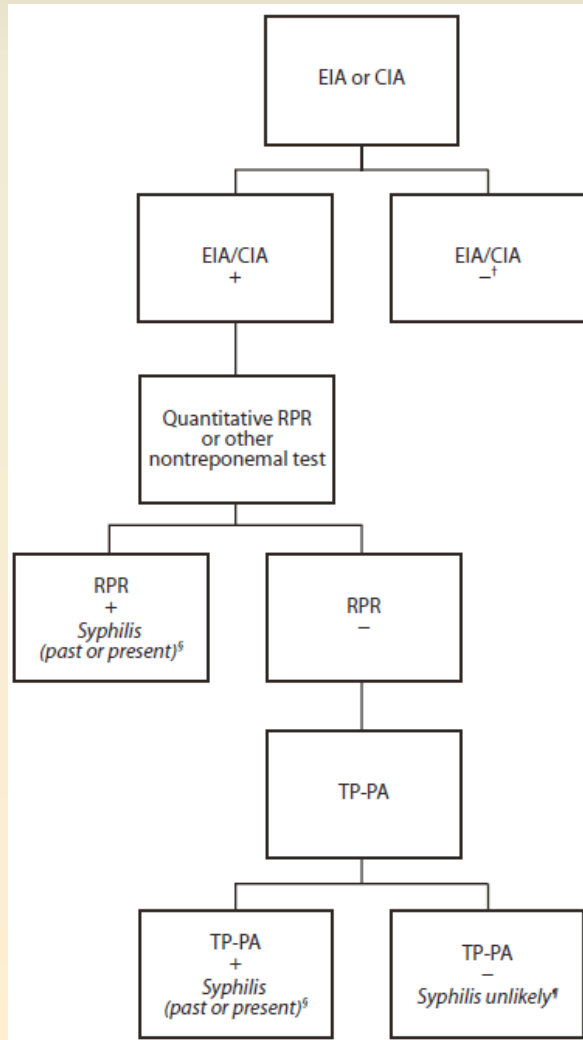 EIA or CIA
EIA/CIA
+
EIA/CIA
–†
Quantitative RPR
or other
nontreponemal test
RPR
+
Syphilis
(past or present)§
RPR
–
TP-PA
TP-PA
+
Syphilis
(past or present)§
TP-PA
–
Syphilis unlikely¶